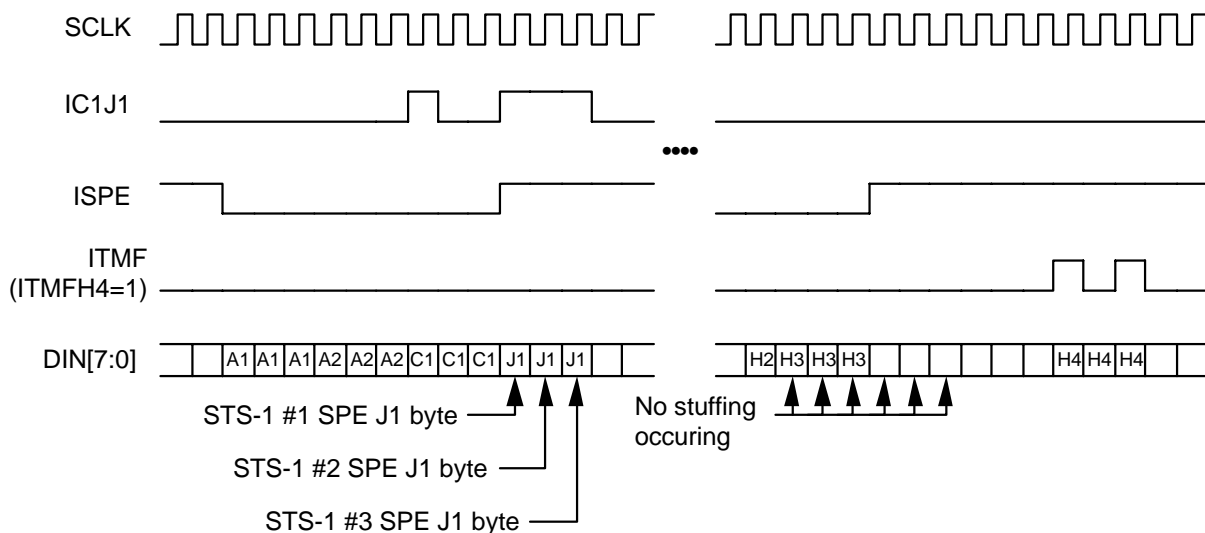 SCLK
IC1J1
ISPE
ITMF
(ITMFH4=1)
DIN[7:0]
A1 A1 A1 A2 A2 A2 C1 C1 C1 J1 J1 J1 H2 H3 H3 H3 H4 H4 H4
STS-1 #1 SPE J1 byte
STS-1 #2 SPE J1 byte
STS-1 #3 SPE J1 byte
No stuffing
occuring